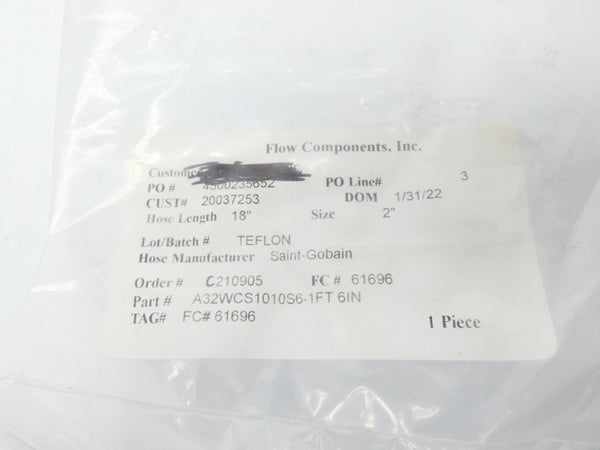 Flow Components, Inc.
Customer
PO # 4500235652 PO Line# 3
CUST# 20037253 DOM 1/31/22
Hose Length 18" Size 2"
Lot/Batch # TEFLON
Hose Manufacturer Saint-Gobain
Order # C210905 FC # 61696
Part # A32WCS1010S6-1FT 6IN
TAG# FC# 61696 1 Piece